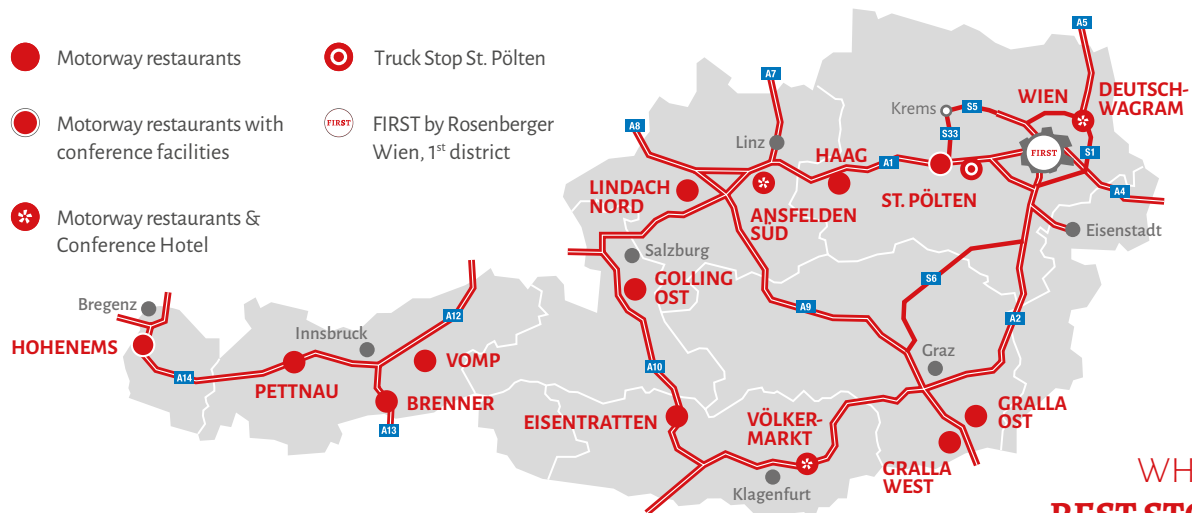 Motorway restaurants
Motorway restaurants with
conference facilities
Motorway restaurants &
Conference Hotel
Truck Stop St. Pölten
FIRST
FIRST by Rosenberger
Wien, 1st district
A5
A7
A8
Krems
S5
WIEN
DEUTSCH-
WAGRAM
S33
Linz
HAAG
A1
FIRST
S1
LINDACH
NORD
ANSFELDEN
SÜD
ST. PÖLTEN
A4
Eisenstadt
Salzburg
GOLLING
OST
S6
A9
A2
Bregenz
A12
Innsbruck
HOHENEMS
A14
PETTNAU
VOMP
BRENNER
A13
A10
Graz
EISENTRATTEN
VÖLKER-
MARKT
GRALLA
OST
GRALLA
WEST
Klagenfurt
WH